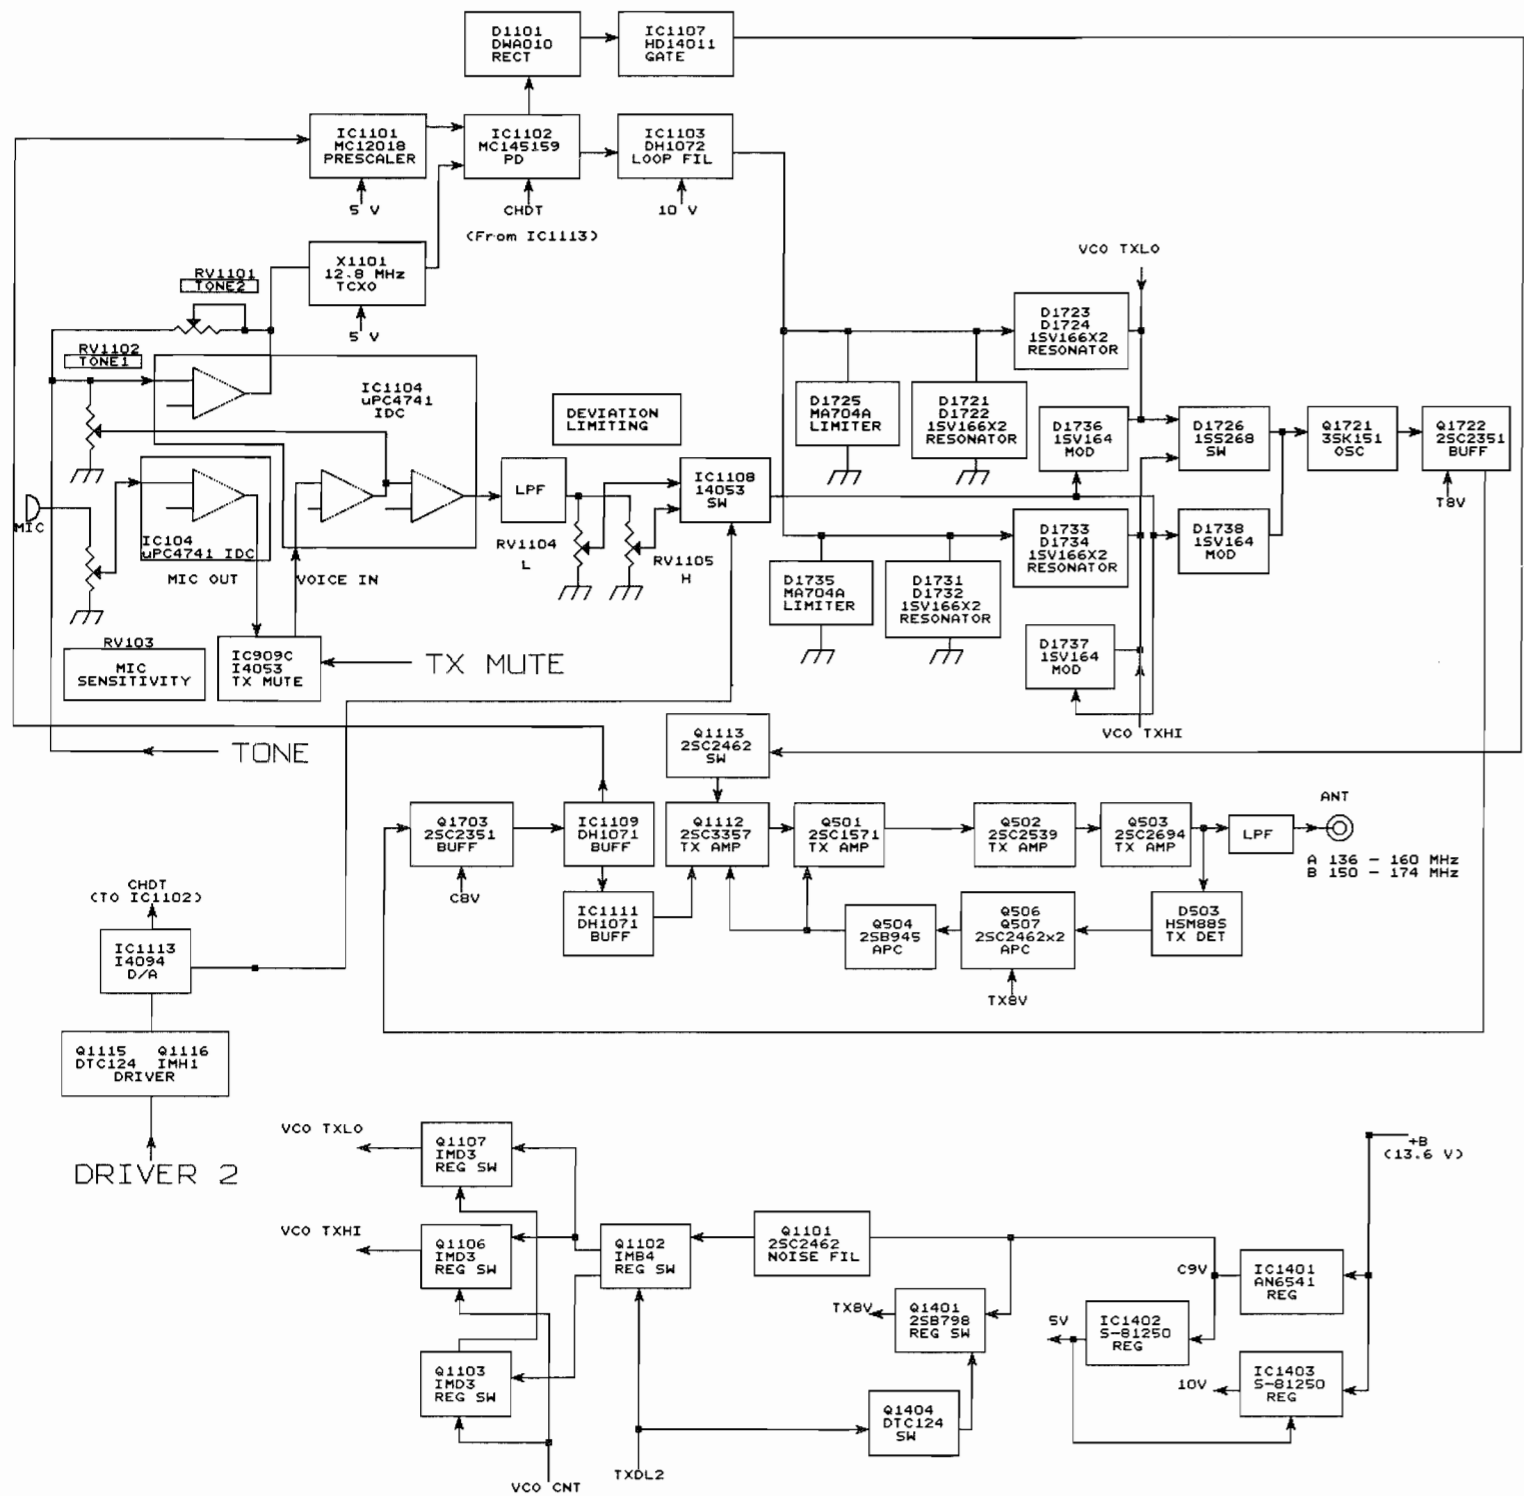 D1101
DWA010
RECT
IC1107
HD14011
GATE
IC1101
MC12018
PRESCALER
IC1102
MC145159
PD
IC1103
DH1072
LOOP FIL
5 V
CHDT
(From IC1113)
10 V
X1101
12.8 MHz
TCXO
5 V
RV1101
TONE2
RV1102
TONE1
IC1104
uPC4741
IDC
VCO TXLO
D1723
D1724
1SV166X2
RESONATOR
DEVIATION
LIMITING
D1725
MA704A
LIMITER
D1721
D1722
1SV166X2
RESONATOR
D1736
1SV164
MOD
D1726
1SS268
SW
Q1721
3SK151
OSC
Q1722
2SC2351
BUFF
T8V
MIC
IC104
uPC4741 IDC
MIC OUT
VOICE IN
LPF
RV1104
L
RV1105
H
IC1108
14053
SW
D1733
D1734
1SV166X2
RESONATOR
D1738
1SV164
MOD
D1735
MA704A
LIMITER
D1731
D1732
1SV166X2
RESONATOR
D1737
1SV164
MOD
VCO TXHI
RV103
MIC
SENSITIVITY
IC909C
I4053
TX MUTE
TX MUTE
TONE
Q1113
2SC2462
SW
Q1703
2SC2351
BUFF
C8V
IC1109
DH1071
BUFF
Q1112
2SC3357
TX AMP
Q501
2SC1571
TX AMP
Q502
2SC2539
TX AMP
Q503
2SC2694
TX AMP
LPF
ANT
A 136 - 160 MHz
B 150 - 174 MHz
IC1111
DH1071
BUFF
Q504
2SB945
APC
Q506
Q507
2SC2462x2
APC
TX8V
D503
HSM88S
TX DET
CHDT
(TO IC1102)
IC1113
I4094
D/A
Q1115 Q1116
DTC124 IMH1
DRIVER
DRIVER 2
VCO TXLO
Q1107
IMD3
REG SW
VCO TXHI
Q1106
IMD3
REG SW
Q1102
IMB4
REG SW
Q1101
2SC2462
NOISE FIL
+B
(13.6 V)
C9V
IC1401
AN6541
REG
TX8V
Q1401
2SB798
REG SW
5V
IC1402
S-81250
REG
Q1103
IMD3
REG SW
10V
IC1403
S-81250
REG
Q1404
DTC124
SW
VCO CNT
TXDL2